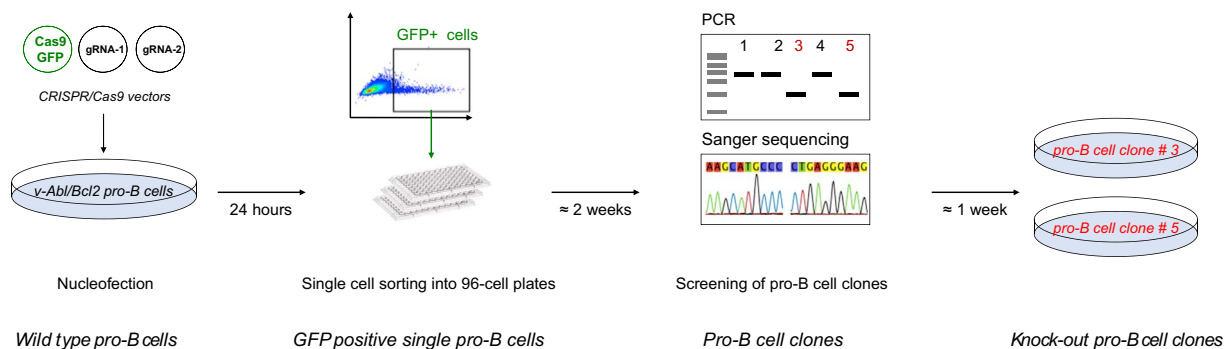 Cas9
GFP
gRNA-1
gRNA-2
CRISPR/Cas9 vectors
v-Abl/Bcl2 pro-B cells
24 hours
GFP+ cells
≈ 2 weeks
PCR
1 2 3 4 5
Sanger sequencing
AAGCATGCCC CTGAGGGAAG
≈ 1 week
pro-B cell clone # 3
pro-B cell clone # 5
Nucleofection
Single cell sorting into 96-cell plates
Screening of pro-B cell clones
Wild type pro-B cells
GFP positive single pro-B cells
Pro-B cell clones
Knock-out pro-B cell clones